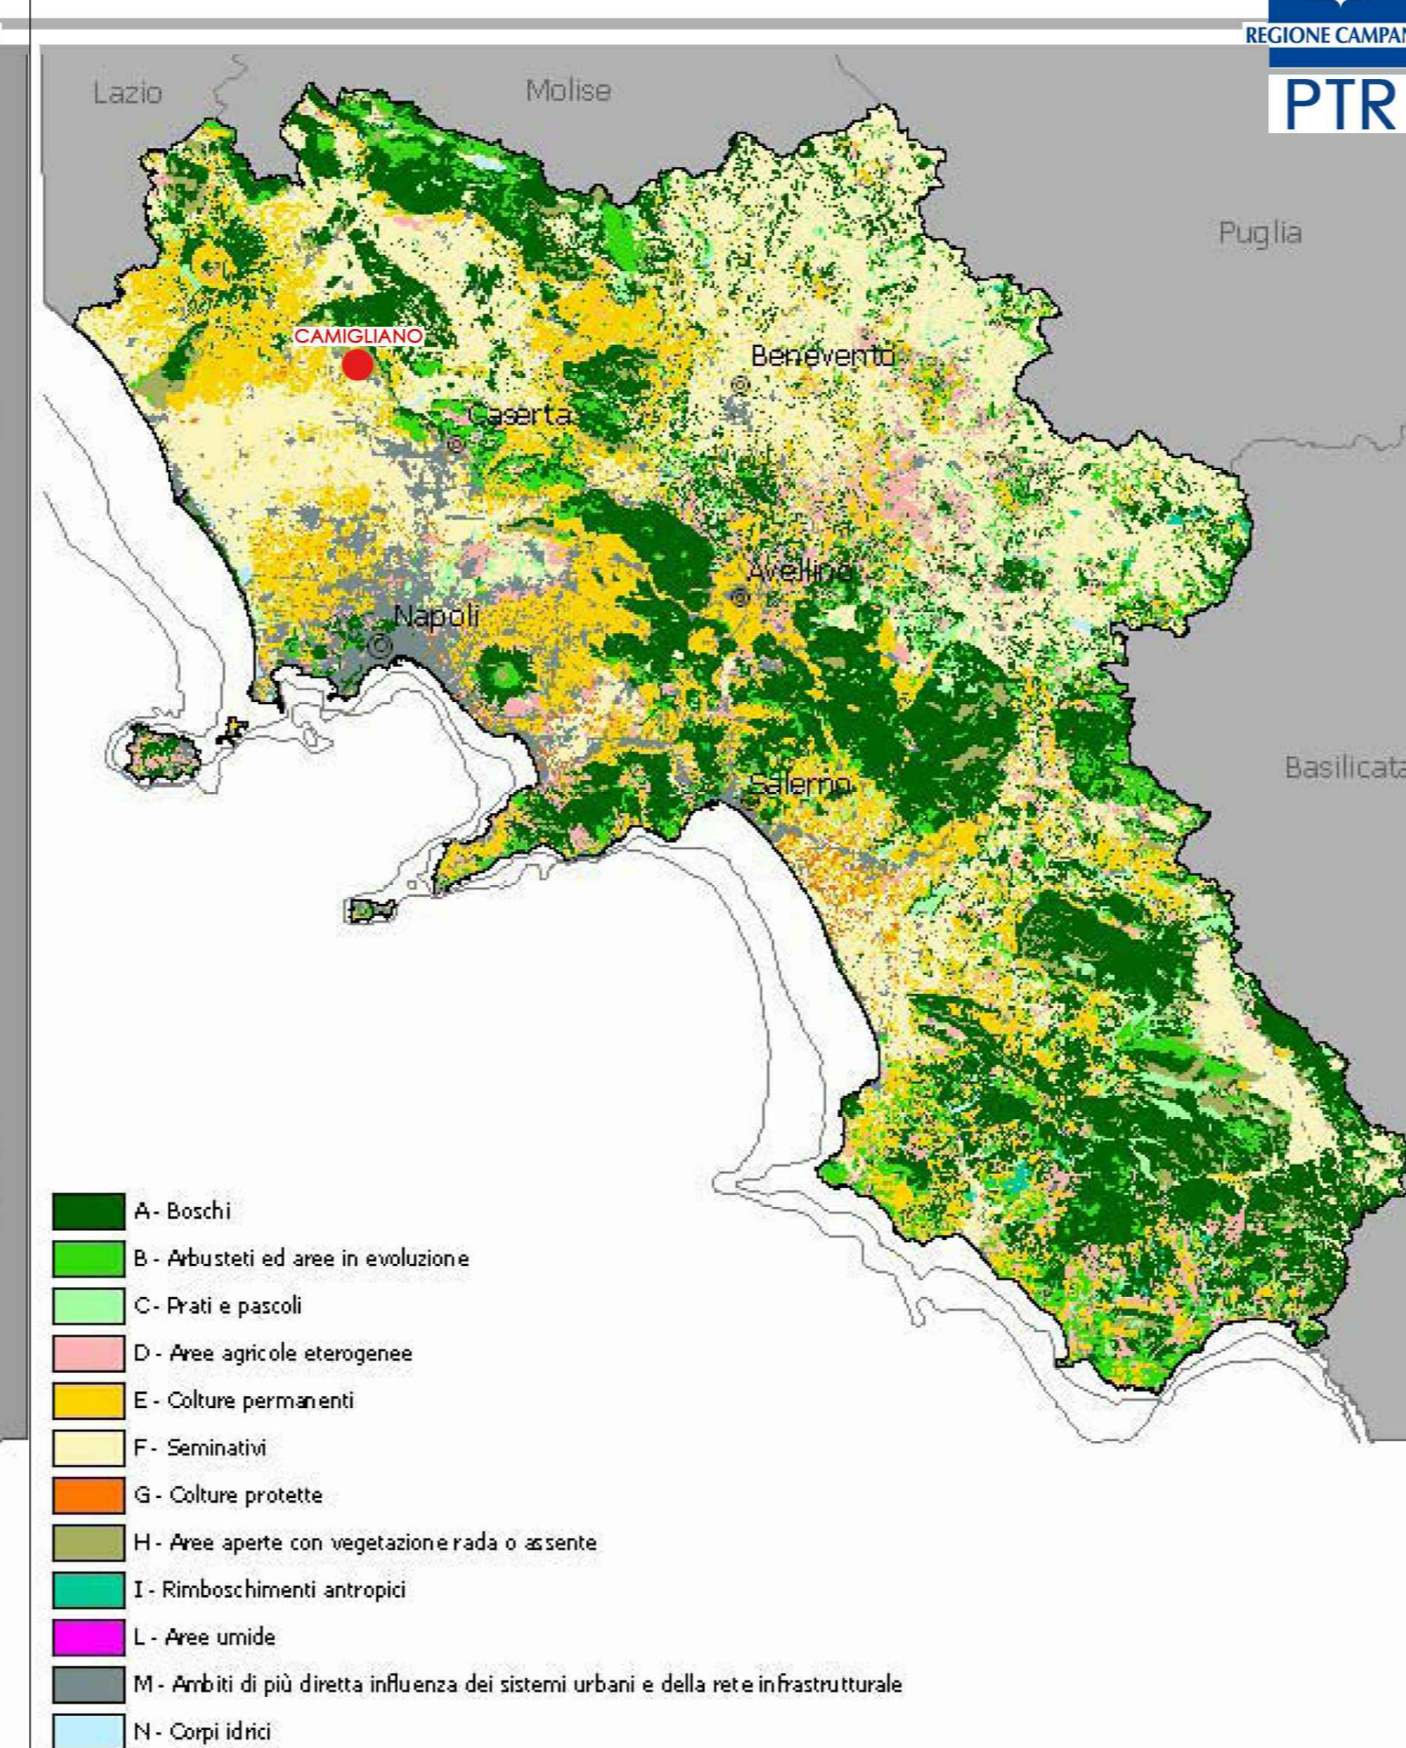 REGIONE CAMPAN
PTR
Lazio
Molise
Puglia
CAMIGLIANO
Benevento
Caserta
Avellino
Napoli
Basilicata
Salerno
A - Boschi
B - Arbusteti ed aree in evoluzione
C - Prati e pascoli
D - Aree agricole eterogenee
E - Colture permanenti
F - Seminativi
G - Colture protette
H - Aree aperte con vegetazione rada o assente
I - Rimboschimenti antropici
L - Aree umide
M - Ambiti di più diretta influenza dei sistemi urbani e della rete infrastrutturale
N - Corpi idrici